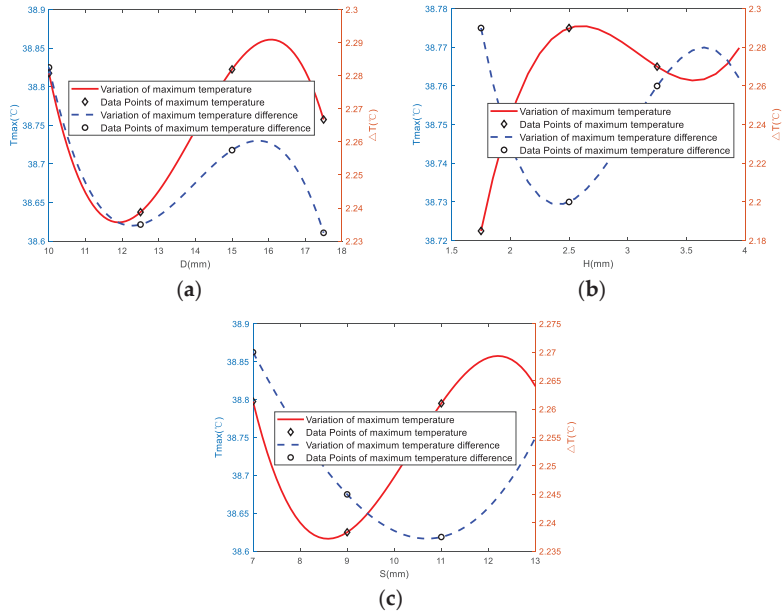 38.9
38.85
38.8
38.75
38.7
38.65
38.6
Tmax(℃)
2.3
2.29
2.28
2.27
2.26
2.25
2.24
2.23
△T(℃)
Variation of maximum temperature
Data Points of maximum temperature
Variation of maximum temperature difference
Data Points of maximum temperature difference
10 11 12 13 14 15 16 17 18
D(mm)
(a)
38.78
38.77
38.76
38.75
38.74
38.73
38.72
Tmax(℃)
2.3
2.28
2.26
2.24
2.22
2.2
2.18
△T(℃)
Variation of maximum temperature
Data Points of maximum temperature
Variation of maximum temperature difference
Data Points of maximum temperature difference
1.5 2 2.5 3 3.5 4
H(mm)
(b)
38.9
38.85
38.8
38.75
38.7
38.65
38.6
Tmax(℃)
2.275
2.27
2.265
2.26
2.255
2.25
2.245
2.24
2.235
△T(℃)
Variation of maximum temperature
Data Points of maximum temperature
Variation of maximum temperature difference
Data Points of maximum temperature difference
7 8 9 10 11 12 13
S(mm)
(c)